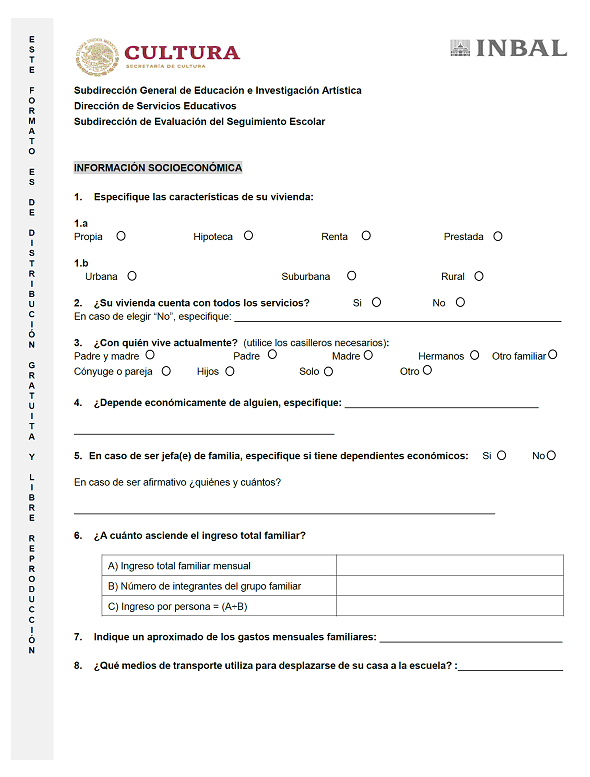 ESTE FORMATO ES DE DISTRIBUCIÓN GRATUITA Y LIBRE REPRODUCCIÓN
CULTURA
SECRETARÍA DE CULTURA
INBAL
Subdirección General de Educación e Investigación Artística
Dirección de Servicios Educativos
Subdirección de Evaluación del Seguimiento Escolar
INFORMACIÓN SOCIOECONÓMICA
1. Especifique las características de su vivienda:
1.a
Propia Hipoteca Renta Prestada
1.b
Urbana Suburbana Rural
2. ¿Su vivienda cuenta con todos los servicios? Si No
En caso de elegir “No”, especifique:
3. ¿Con quién vive actualmente? (utilice los casilleros necesarios):
Padre y madre Padre Madre Hermanos Otro familiar
Cónyuge o pareja Hijos Solo Otro
4. ¿Depende económicamente de alguien, especifique:
5. En caso de ser jefa(e) de familia, especifique si tiene dependientes económicos: Si No
En caso de ser afirmativo ¿quiénes y cuántos?
6. ¿A cuánto asciende el ingreso total familiar?
A) Ingreso total familiar mensual
B) Número de integrantes del grupo familiar
C) Ingreso por persona = (A÷B)
7. Indique un aproximado de los gastos mensuales familiares:
8. ¿Qué medios de transporte utiliza para desplazarse de su casa a la escuela? :